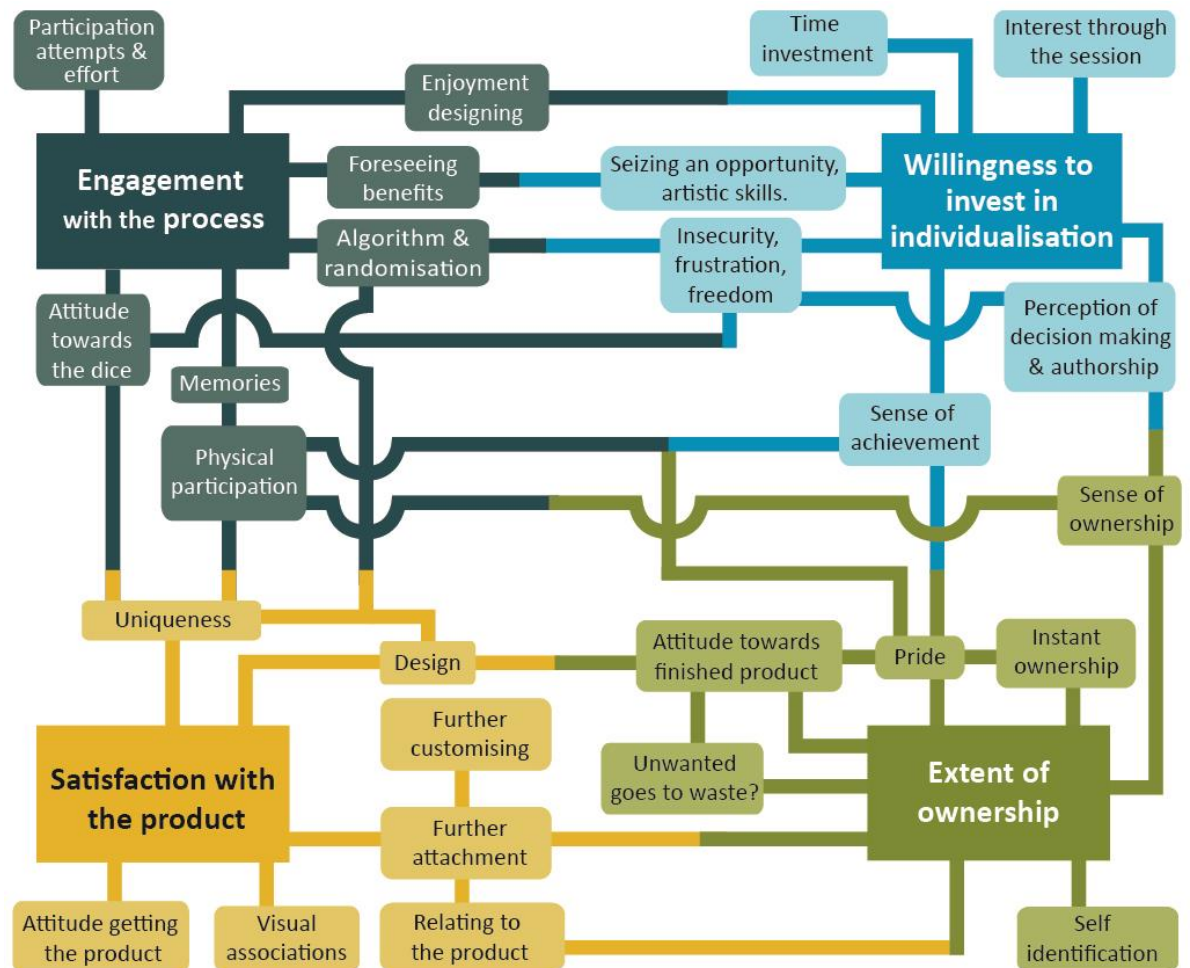 Participation
attempts &
effort
Time
investment
Interest through
the session
Enjoyment
designing
Engagement
with the process
Foreseeing
benefits
Seizing an opportunity,
artistic skills.
Willingness to
invest in
individualisation
Algorithm &
randomisation
Insecurity,
frustration,
freedom
Attitude
towards
the dice
Memories
Perception of
decision making
& authorship
Physical
participation
Sense of
achievement
Sense of
ownership
Uniqueness
Design
Attitude towards
finished product
Pride
Instant
ownership
Further
customising
Unwanted
goes to waste?
Satisfaction with
the product
Further
attachment
Extent of
ownership
Attitude getting
the product
Visual
associations
Relating to
the product
Self
identification